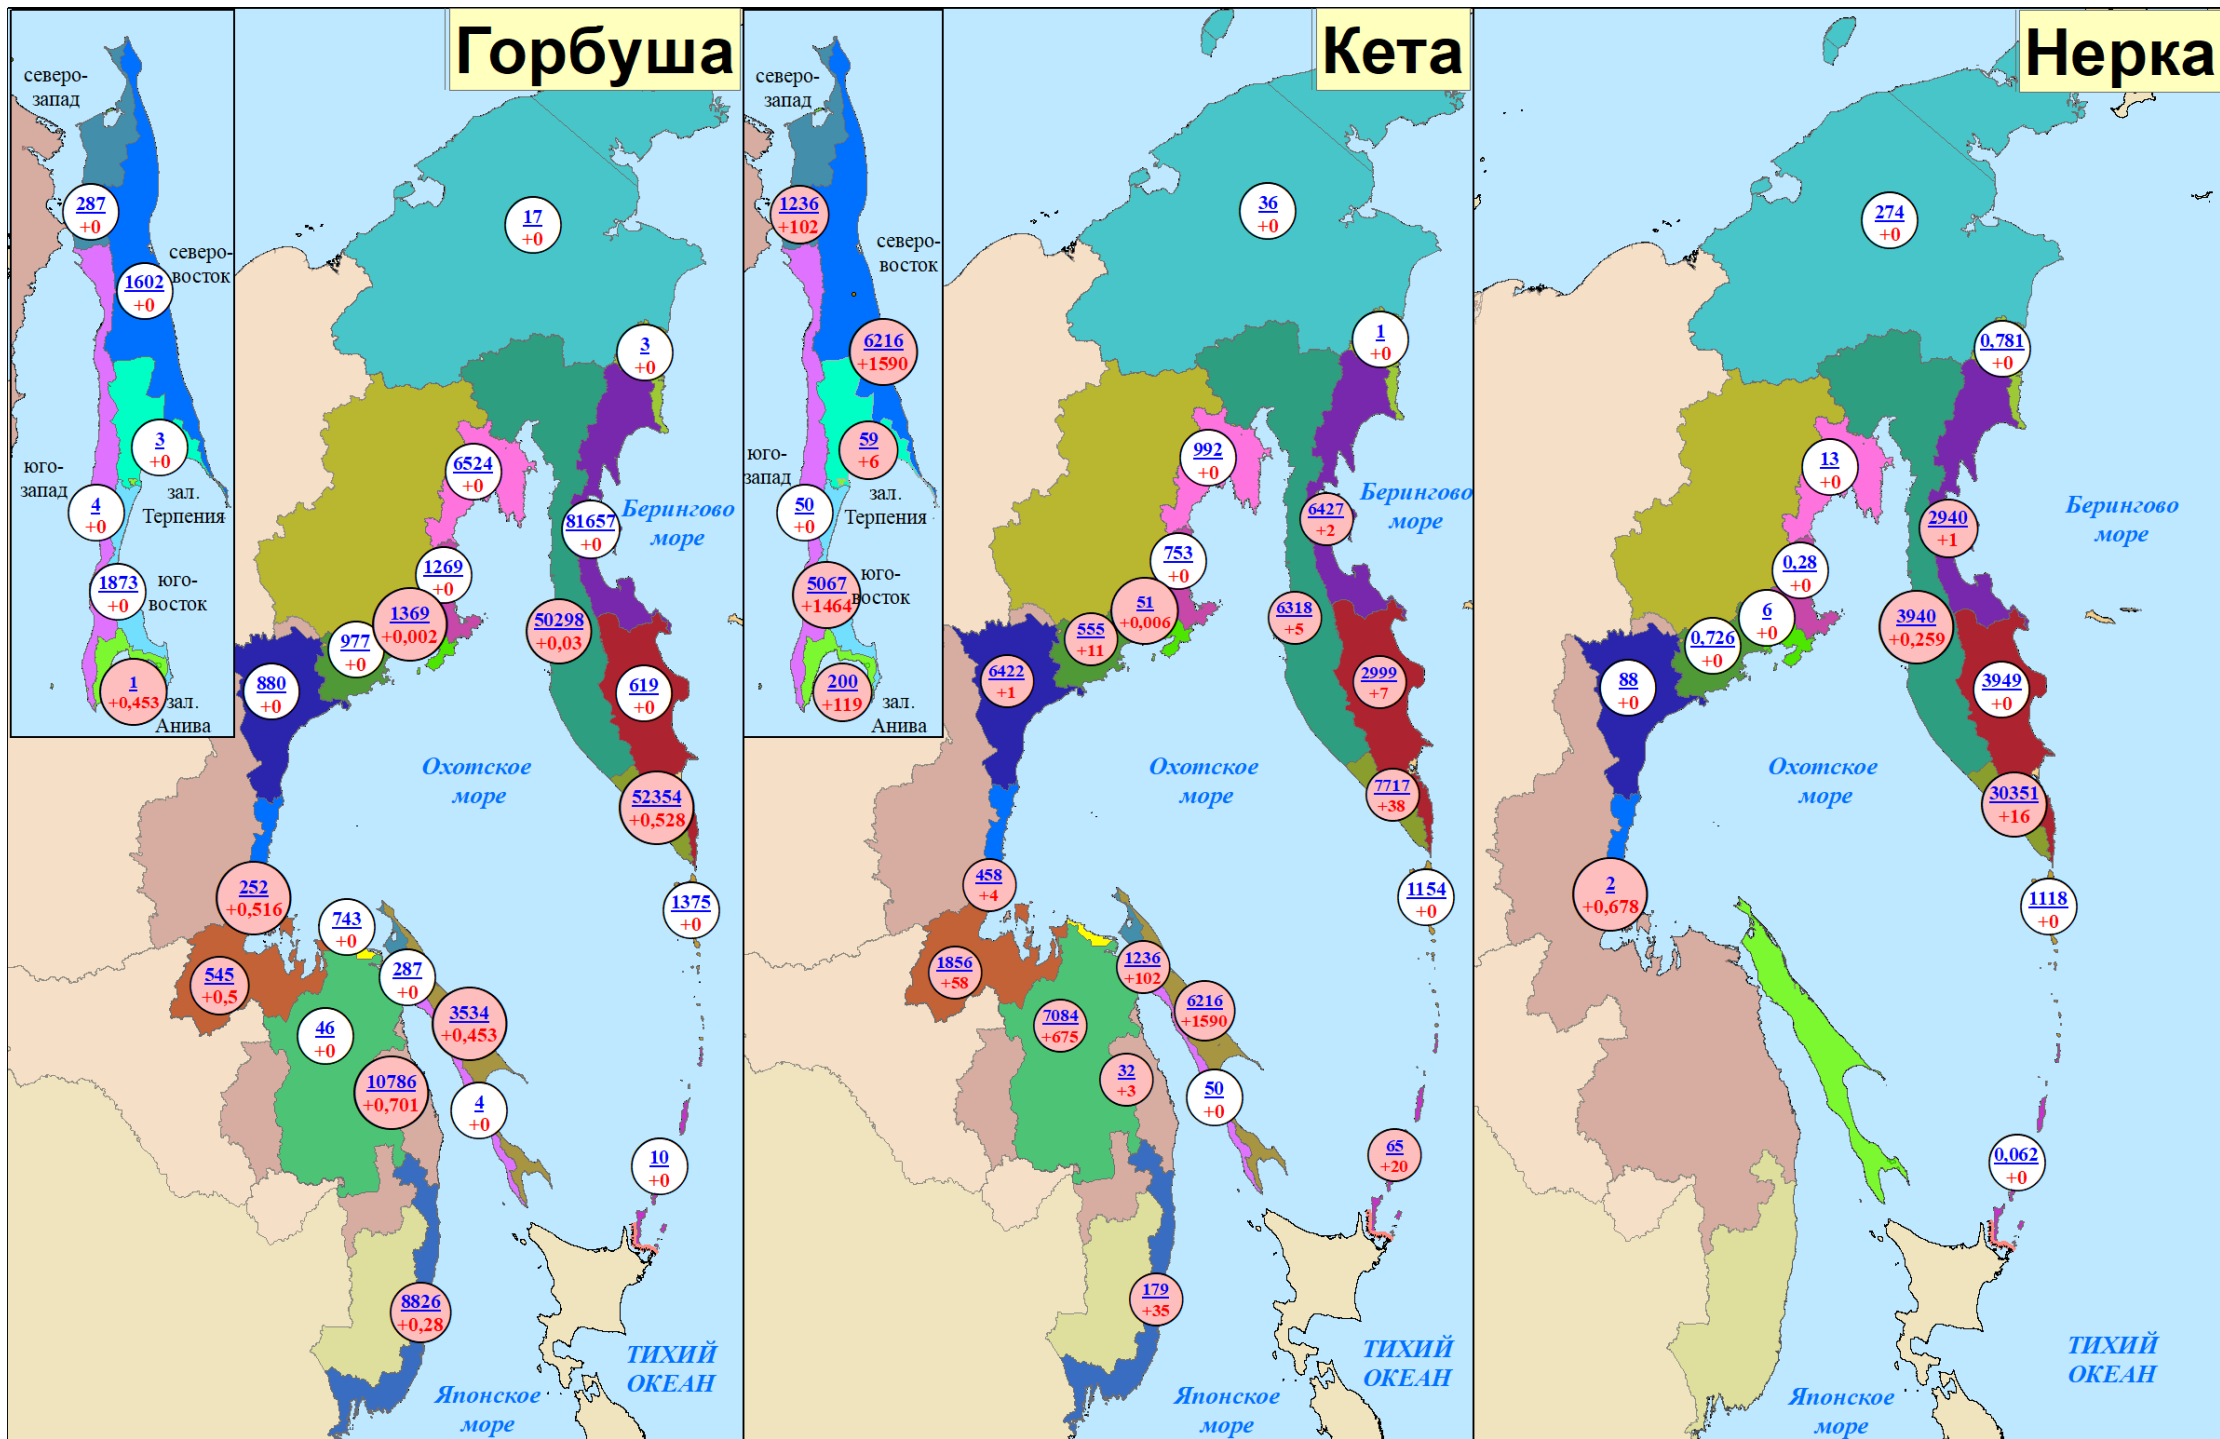 Горбуша
северо-
запад
287
+0
северо-
восток
1602
+0
3
+0
юго-
запад
зал.
Терпения
4
+0
1873
+0
юго-
восток
1
+0,453
зал.
Анива
17
+0
3
+0
6524
+0
81657
+0
Берингово
море
1269
+0
1369
+0,002
977
+0
50298
+0,03
880
+0
619
+0
Охотское
море
52354
+0,528
252
+0,516
743
+0
1375
+0
545
+0,5
287
+0
46
+0
3534
+0,453
10786
+0,701
4
+0
10
+0
8826
+0,28
ТИХИЙ
ОКЕАН
Японское
море
Кета
северо-
запад
1236
+102
северо-
восток
6216
+1590
59
+6
юго-
запад
зал.
Терпения
50
+0
5067
+1464
юго-
восток
200
+119
зал.
Анива
36
+0
1
+0
992
+0
6427
+2
Берингово
море
753
+0
51
+0,006
555
+11
6318
+5
6422
+1
2999
+7
Охотское
море
7717
+38
458
+4
1154
+0
1856
+58
1236
+102
7084
+675
6216
+1590
32
+3
50
+0
65
+20
179
+35
ТИХИЙ
ОКЕАН
Японское
море
Нерка
274
+0
0,781
+0
13
+0
2940
+1
Берингово
море
0,28
+0
6
+0
0,726
+0
3940
+0,259
88
+0
3949
+0
Охотское
море
30351
+16
2
+0,678
1118
+0
0,062
+0
ТИХИЙ
ОКЕАН
Японское
море